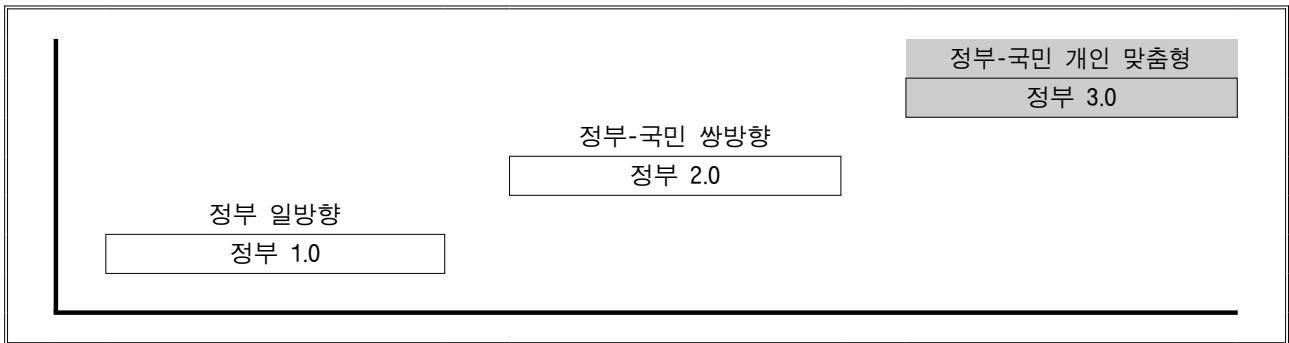 정부-국민 개인 맞춤형
정부 3.0
정부-국민 쌍방향
정부 2.0
정부 일방향
정부 1.0